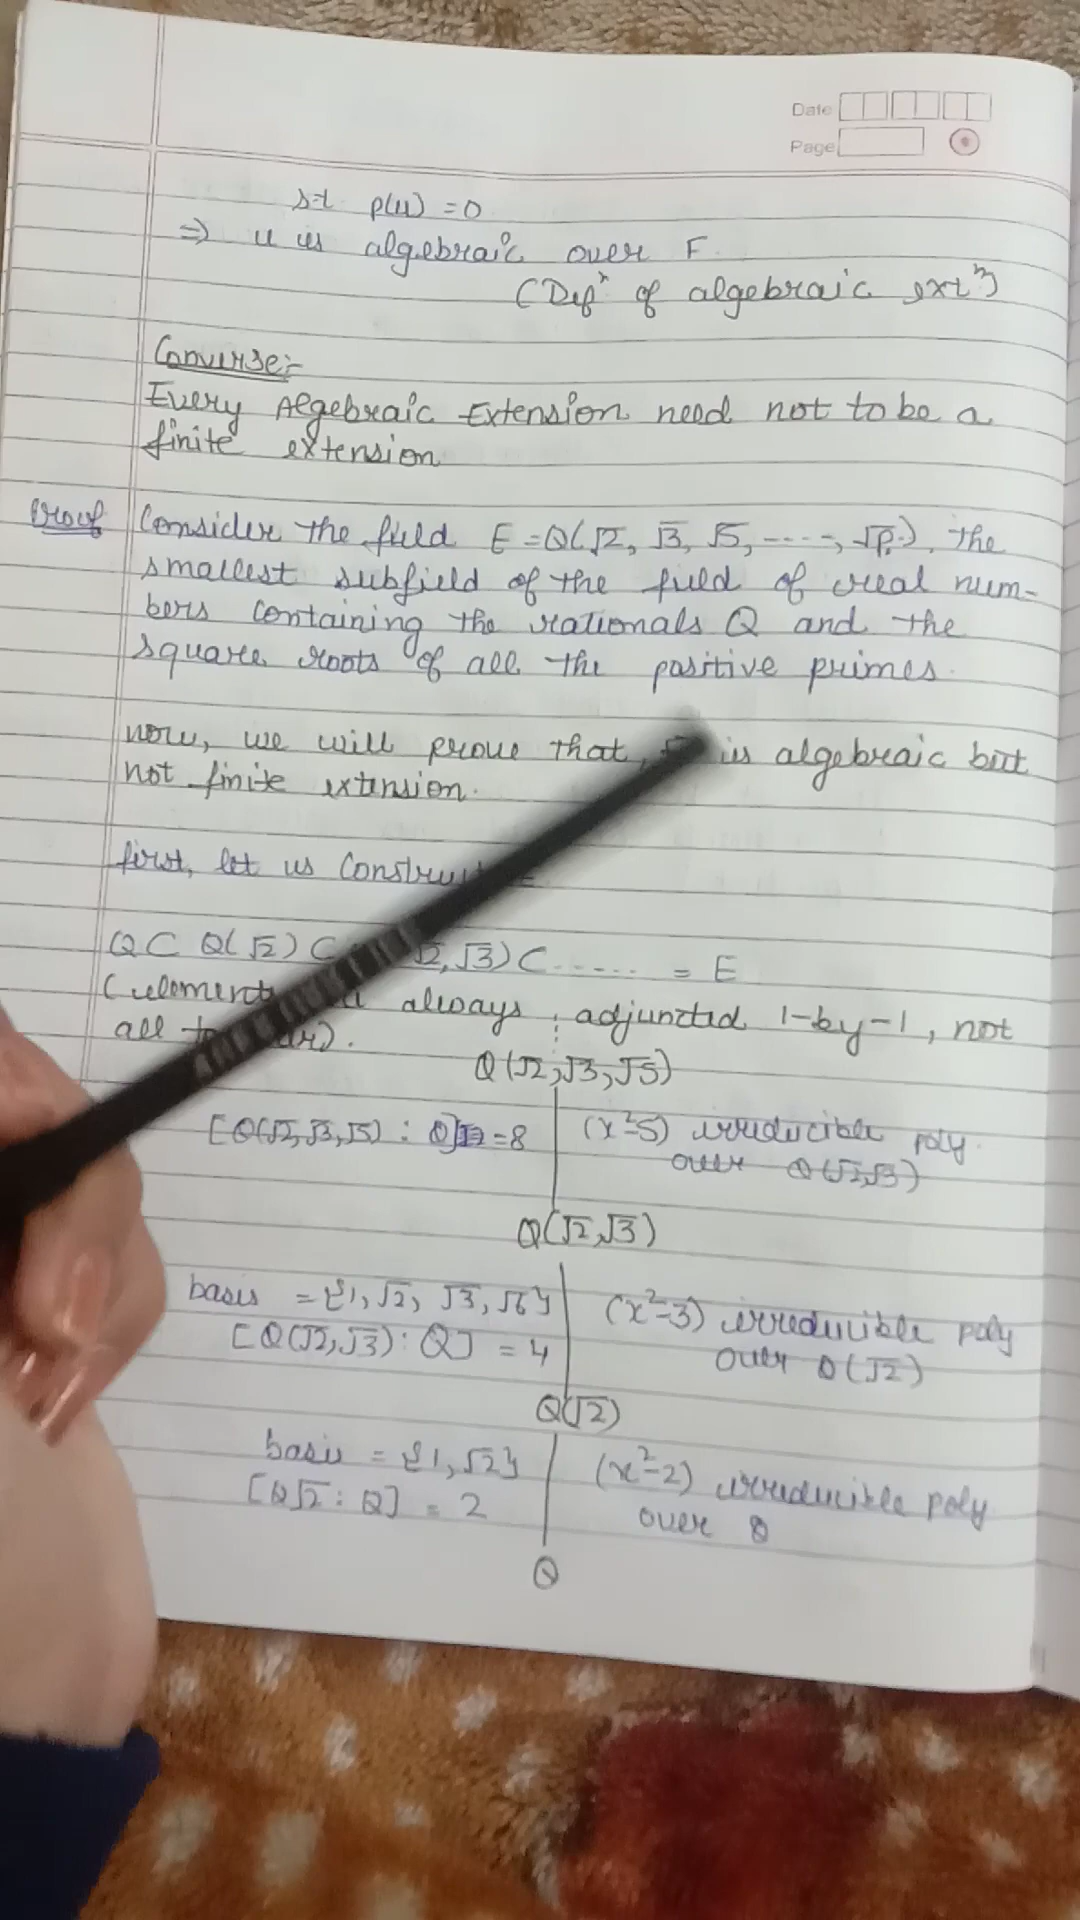 Date
Page
s.t p(u) = 0
⇒ u is algebraic over F.
(Defⁿ of algebraic extⁿ)
Converse:-
Every Algebraic Extension need not to be a
finite extension
Proof Consider the field E = Q(√2, √3, √5, ----, √p..), the
smallest subfield of the field of real num-
bers containing the rationals Q and the
square roots of all the positive primes.
now, we will prove that, is algebraic but
not finite extension.
first, let us
Q ⊂ Q(√2) ⊂ √2, √3) ⊂ ..... = E
always adjuncted 1-by-1, not
all
Q(√2, √3, √5)
[Q(√2, √3, √5) : Q] = 8 (x²-5) irreducible poly.
over Q(√2, √3)
Q(√2, √3)
basis = {1, √2, √3, √6} (x²-3) irreducible poly
[Q(√2, √3) : Q] = 4 over Q(√2)
Q(√2)
basis = {1, √2} (x²-2) irreducible poly
[Q√2 : Q] = 2 over Q
Q